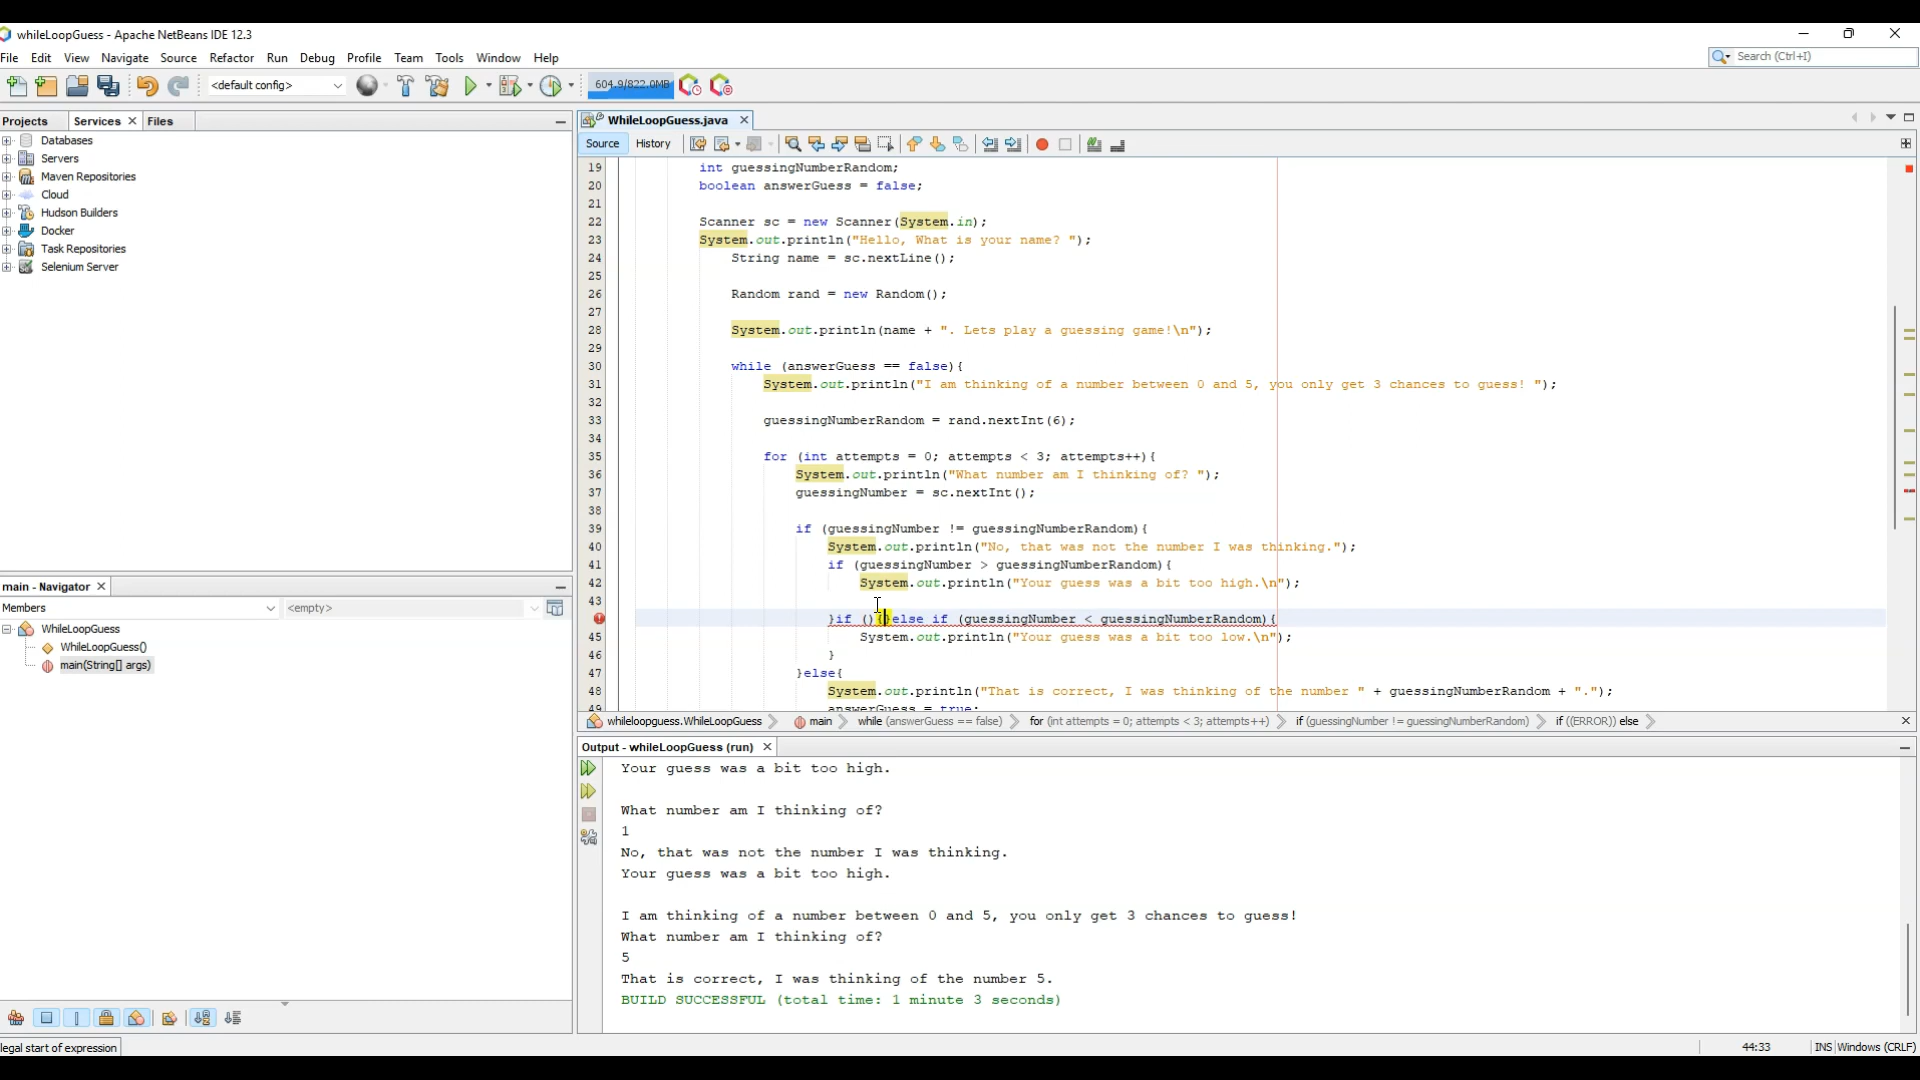 whileLoopGuess - Apache NetBeans IDE 12.3
File Edit View Navigate Source Refactor Run Debug Profile Team Tools Window Help
Search (Ctrl+I)
<default config>
604.9/822.0MB
Projects Services Files
WhileLoopGuess.java
Databases
Servers
Maven Repositories
Cloud
Hudson Builders
Docker
Task Repositories
Selenium Server
Source History
19 int guessingNumberRandom;
20 boolean answerGuess = false;
21
22 Scanner sc = new Scanner(System.in);
23 System.out.println("Hello, What is your name? ");
24 String name = sc.nextLine();
25
26 Random rand = new Random();
27
28 System.out.println(name + ". Lets play a guessing game!\n");
29
30 while (answerGuess == false){
31 System.out.println("I am thinking of a number between 0 and 5, you only get 3 chances to guess! ");
32
33 guessingNumberRandom = rand.nextInt(6);
34
35 for (int attempts = 0; attempts < 3; attempts++){
36 System.out.println("What number am I thinking of? ");
37 guessingNumber = sc.nextInt();
38
39 if (guessingNumber != guessingNumberRandom){
40 System.out.println("No, that was not the number I was thinking.");
41 if (guessingNumber > guessingNumberRandom){
42 System.out.println("Your guess was a bit too high.\n");
43
}if (){}else if (guessingNumber < guessingNumberRandom){
45 System.out.println("Your guess was a bit too low.\n");
46 }
47 }else{
48 System.out.println("That is correct, I was thinking of the number " + guessingNumberRandom + ".");
49 answerGuess = true;
whileloopguess.WhileLoopGuess main while (answerGuess == false) for (int attempts = 0; attempts < 3; attempts++) if (guessingNumber != guessingNumberRandom) if ((ERROR)) else
main - Navigator
Members <empty>
WhileLoopGuess
WhileLoopGuess()
main(String[] args)
Output - whileLoopGuess (run)
Your guess was a bit too high.
What number am I thinking of?
1
No, that was not the number I was thinking.
Your guess was a bit too high.
I am thinking of a number between 0 and 5, you only get 3 chances to guess!
What number am I thinking of?
5
That is correct, I was thinking of the number 5.
BUILD SUCCESSFUL (total time: 1 minute 3 seconds)
legal start of expression
44:33 INS Windows (CRLF)